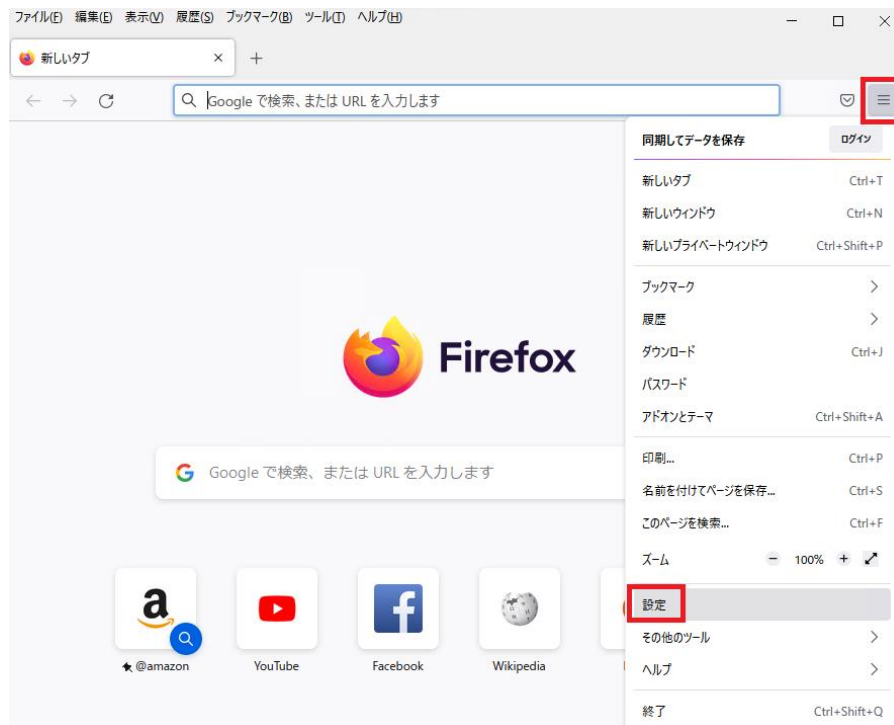 ファイル(F) 編集(E) 表示(V) 履歴(S) ブックマーク(B) ツール(T) ヘルプ(H)
新しいタブ
Google で検索、または URL を入力します
同期してデータを保存 ログイン
新しいタブ Ctrl+T
新しいウィンドウ Ctrl+N
新しいプライベートウィンドウ Ctrl+Shift+P
ブックマーク
履歴
ダウンロード Ctrl+J
パスワード
アドオンとテーマ Ctrl+Shift+A
印刷... Ctrl+P
名前を付けてページを保存... Ctrl+S
このページを検索... Ctrl+F
ズーム − 100% +
設定
その他のツール
ヘルプ
終了 Ctrl+Shift+Q
Firefox
Google で検索、または URL を入力します
@amazon YouTube Facebook Wikipedia